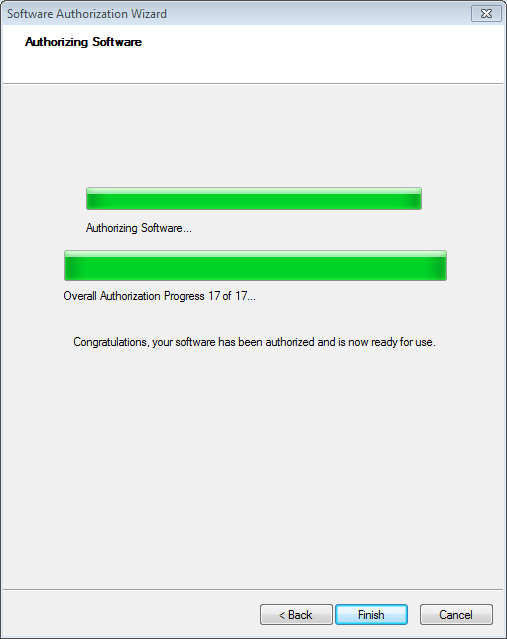 Software Authorization Wizard
Authorizing Software
Authorizing Software...
Overall Authorization Progress 17 of 17...
Congratulations, your software has been authorized and is now ready for use.
< Back Finish Cancel